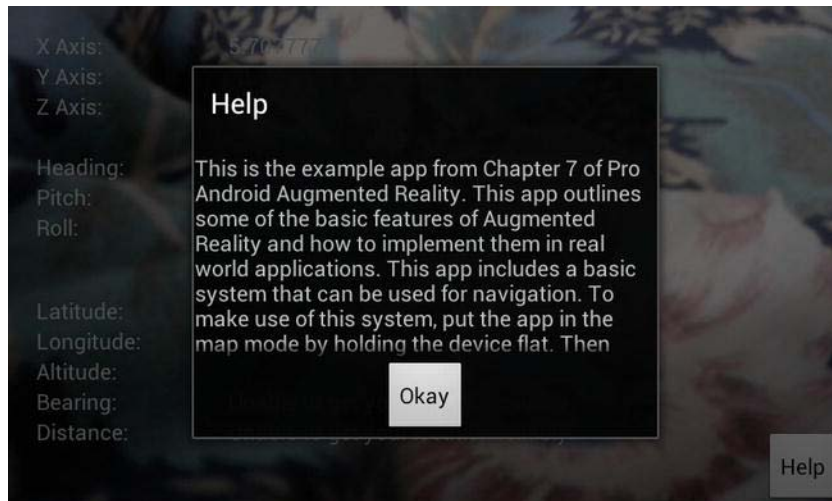 X Axis: 5.707777
Y Axis:
Z Axis:
Heading:
Pitch:
Roll:
Latitude:
Longitude:
Altitude:
Bearing:
Distance:
Help
This is the example app from Chapter 7 of Pro
Android Augmented Reality. This app outlines
some of the basic features of Augmented
Reality and how to implement them in real
world applications. This app includes a basic
system that can be used for navigation. To
make use of this system, put the app in the
map mode by holding the device flat. Then
Okay
Help